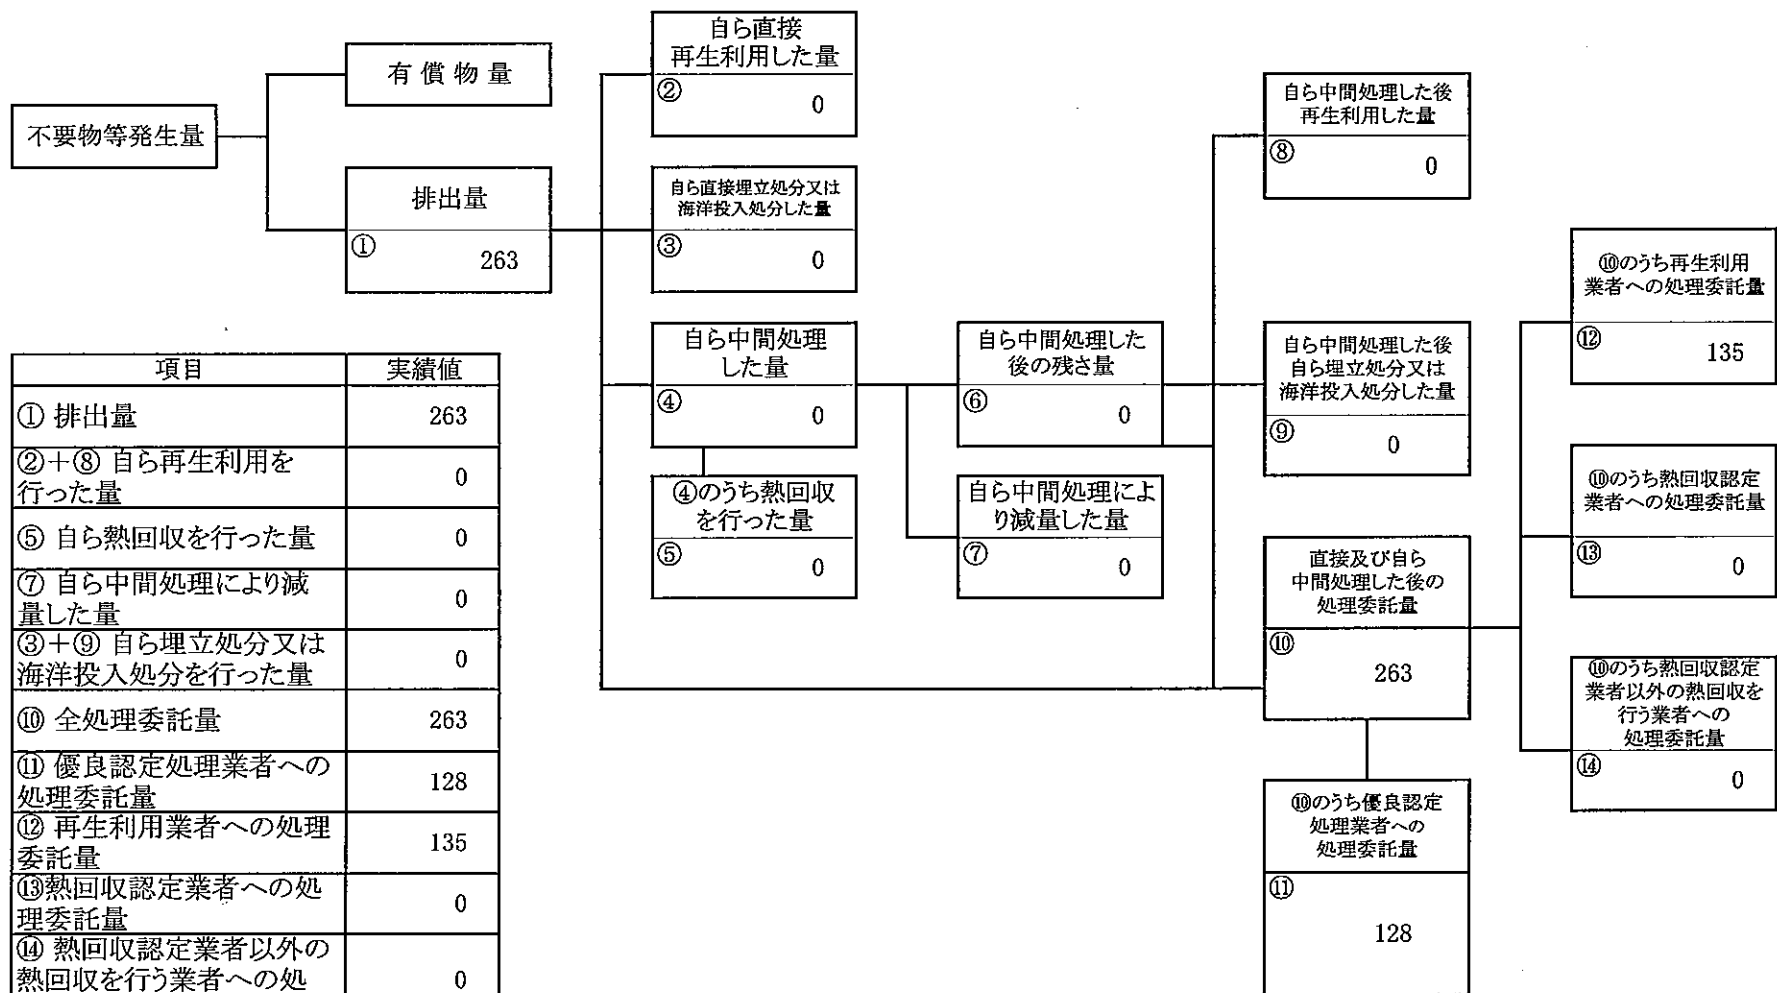 不要物等発生量
有償物量
排出量
①
263
自ら直接
再生利用した量
②
0
自ら直接埋立処分又は
海洋投入処分した量
③
0
自ら中間処理
した量
④
0
④のうち熱回収
を行った量
⑤
0
自ら中間処理した
後の残さ量
⑥
0
自ら中間処理によ
り減量した量
⑦
0
自ら中間処理した後
再生利用した量
⑧
0
自ら中間処理した後
自ら埋立処分又は
海洋投入処分した量
⑨
0
直接及び自ら
中間処理した後の
処理委託量
⑩
263
⑩のうち優良認定
処理業者への
処理委託量
⑪
128
⑩のうち再生利用
業者への処理委託量
⑫
135
⑩のうち熱回収認定
業者への処理委託量
⑬
0
⑩のうち熱回収認定
業者以外の熱回収を
行う業者への
処理委託量
⑭
0
項目 実績値
① 排出量 263
②+⑧ 自ら再生利用を
行った量 0
⑤ 自ら熱回収を行った量 0
⑦ 自ら中間処理により減
量した量 0
③+⑨ 自ら埋立処分又は
海洋投入処分を行った量 0
⑩ 全処理委託量 263
⑪ 優良認定処理業者への
処理委託量 128
⑫ 再生利用業者への処理
委託量 135
⑬熱回収認定業者への処
理委託量 0
⑭ 熱回収認定業者以外の
熱回収を行う業者への処 0